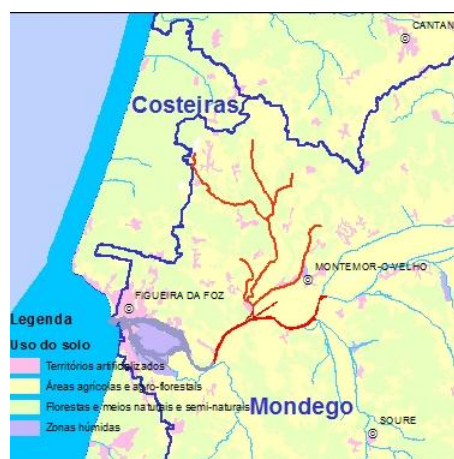 CANTAN
Costeiras
MONTEMOR-O-VELHO
FIGUEIRA DA FOZ
Legenda
Uso do solo
Territórios artificializados
Áreas agrícolas e agro-florestais
Florestas e meios naturais e semi-naturais
Mondego
Zonas húmidas
SOURE